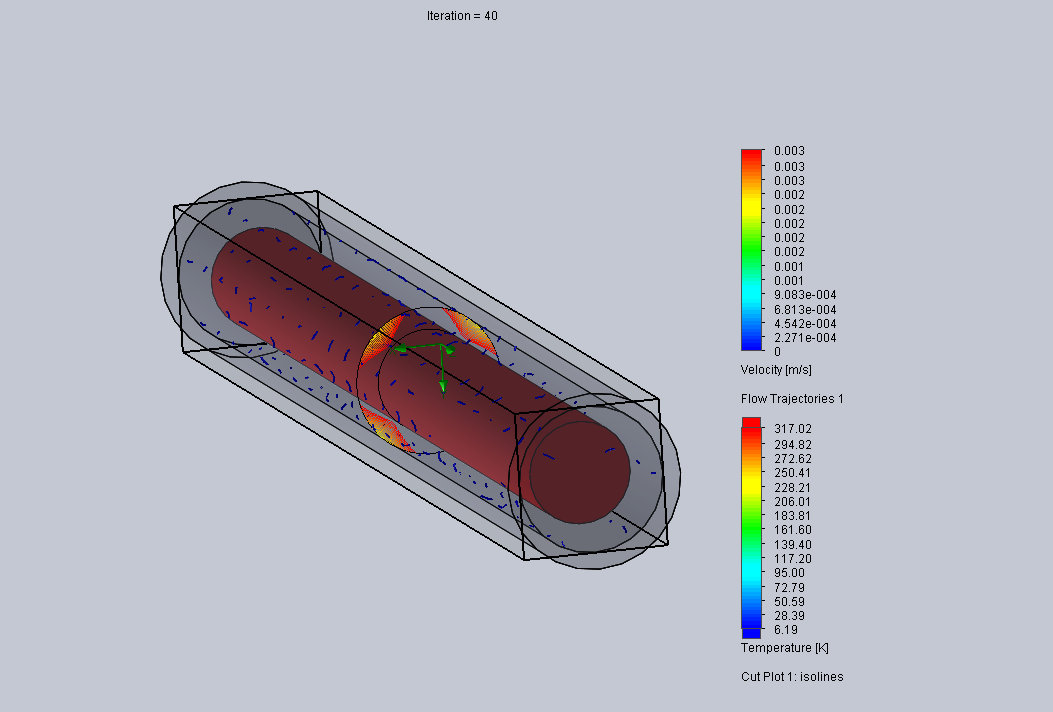 Iteration = 40
0.003
0.003
0.003
0.002
0.002
0.002
0.002
0.002
0.001
0.001
9.083e-004
6.813e-004
4.542e-004
2.271e-004
0
Velocity [m/s]
Flow Trajectories 1
317.02
294.82
272.62
250.41
228.21
206.01
183.81
161.60
139.40
117.20
95.00
72.79
50.59
28.39
6.19
Temperature [K]
Cut Plot 1: isolines